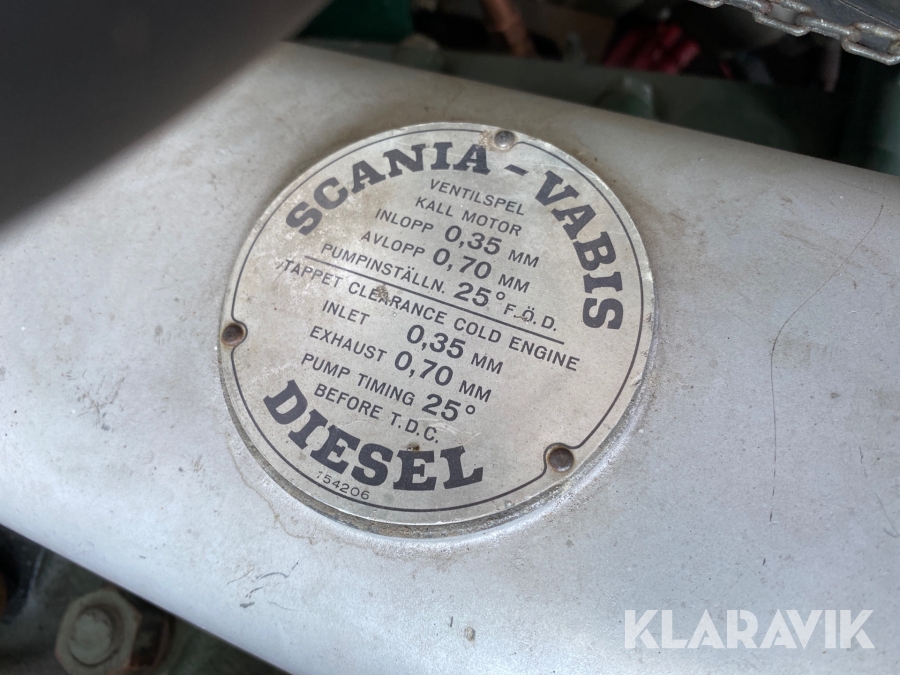 SCANIA-VABIS
VENTILSPEL
KALL MOTOR
INLOPP 0,35 MM
AVLOPP 0,70 MM
PUMPINSTÄLLN. 25° F.Ö.D.
TAPPET CLEARANCE COLD ENGINE
INLET 0,35 MM
EXHAUST 0,70 MM
PUMP TIMING 25°
BEFORE T.D.C.
DIESEL
154206
KLARAVIK